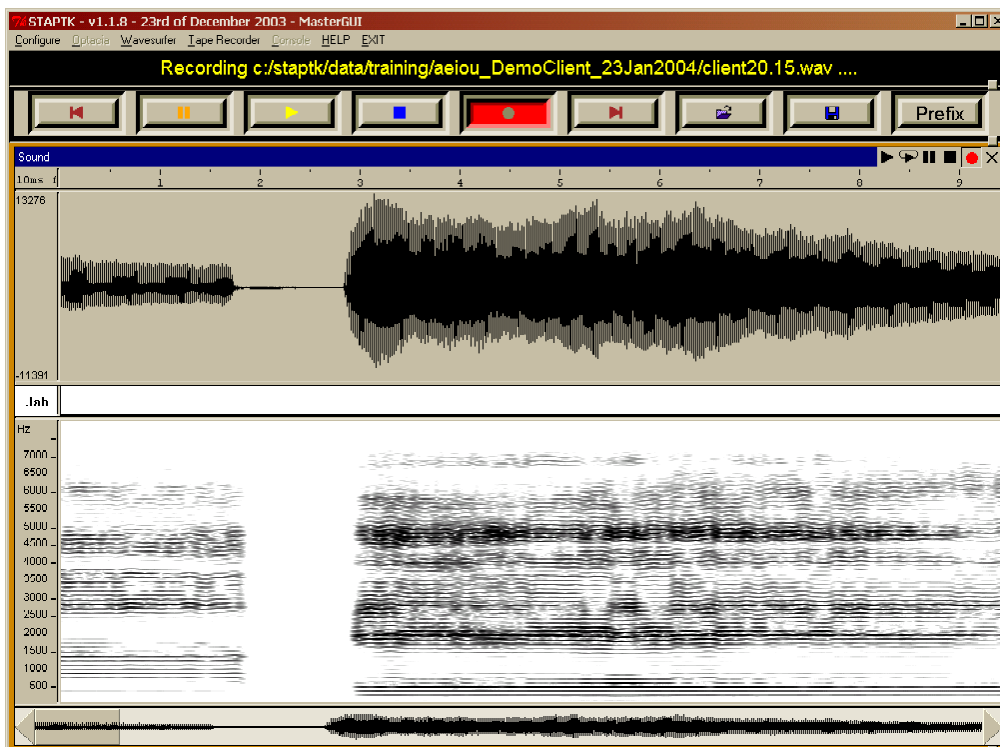 7% STAPTK - v1.1.8 - 23rd of December 2003 - MasterGUI
Configure Optacia Wavesurfer Tape Recorder Console HELP EXIT
Recording c:/staptk/data/training/aeiou_DemoClient_23Jan2004/client20.15.wav ....
Prefix
Sound
10ms f 1 2 3 4 5 6 7 8 9
13276
-11391
.lab
Hz
7000
6500
6000
5500
5000
4500
4000
3500
3000
2500
2000
1500
1000
600